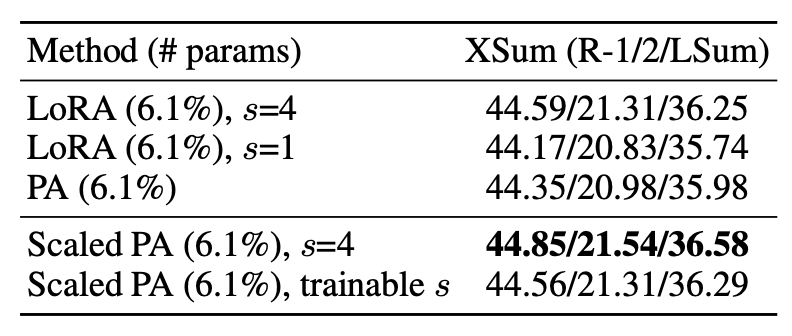 Method (# params) XSum (R-1/2/LSum)
LoRA (6.1%), s=4 44.59/21.31/36.25
LoRA (6.1%), s=1 44.17/20.83/35.74
PA (6.1%) 44.35/20.98/35.98
Scaled PA (6.1%), s=4 44.85/21.54/36.58
Scaled PA (6.1%), trainable s 44.56/21.31/36.29